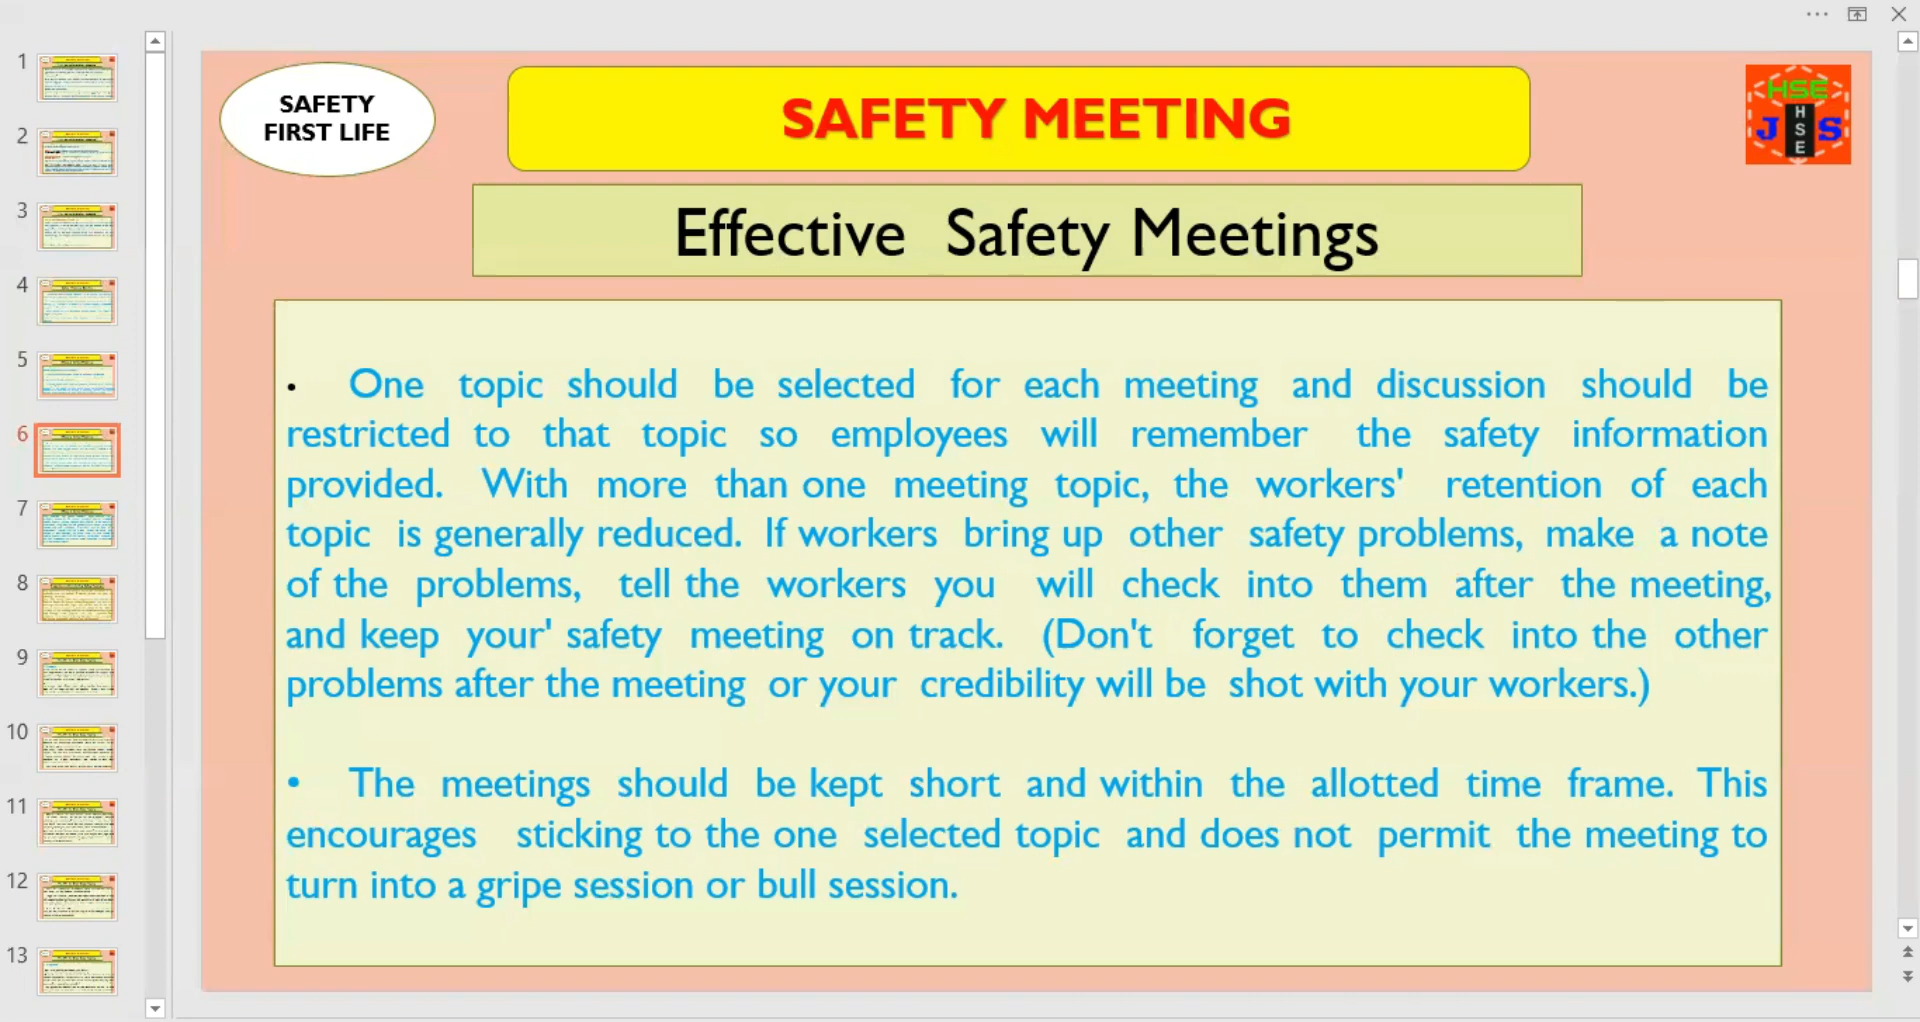 1
2
3
4
5
6
7
8
9
10
11
12
13
SAFETY
FIRST LIFE
SAFETY MEETING
HSE
J H S
S
E
Effective Safety Meetings
• One topic should be selected for each meeting and discussion should be
restricted to that topic so employees will remember the safety information
provided. With more than one meeting topic, the workers' retention of each
topic is generally reduced. If workers bring up other safety problems, make a note
of the problems, tell the workers you will check into them after the meeting,
and keep your' safety meeting on track. (Don't forget to check into the other
problems after the meeting or your credibility will be shot with your workers.)
• The meetings should be kept short and within the allotted time frame. This
encourages sticking to the one selected topic and does not permit the meeting to
turn into a gripe session or bull session.